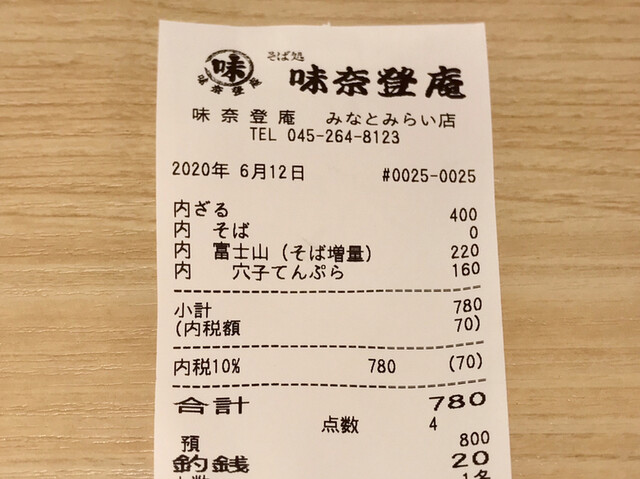 味
味奈登庵
そば処
味奈登庵
味奈登庵 みなとみらい店
TEL 045-264-8123
2020年 6月12日 #0025-0025
内ざる 400
内 そば 0
内 富士山(そば増量) 220
内 穴子てんぷら 160
小計 780
(内税額 70)
内税10% 780 (70)
合計 780
点数 4
預 800
釣銭 20
1名